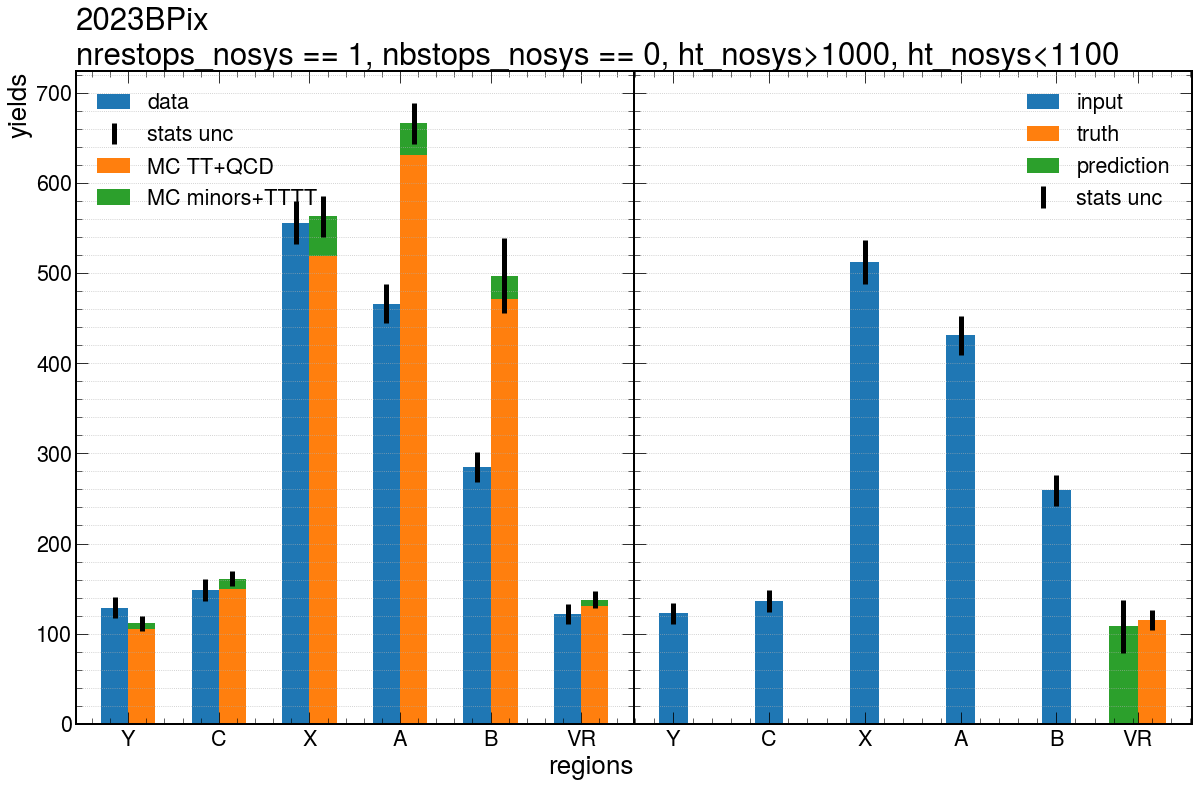 2023BPix
nrestops_nosys == 1, nbstops_nosys == 0, ht_nosys>1000, ht_nosys<1100
yields
700
600
500
400
300
200
100
0
data
stats unc
MC TT+QCD
MC minors+TTTT
input
truth
prediction
stats unc
Y C X A B VR
Y C X A B VR
regions